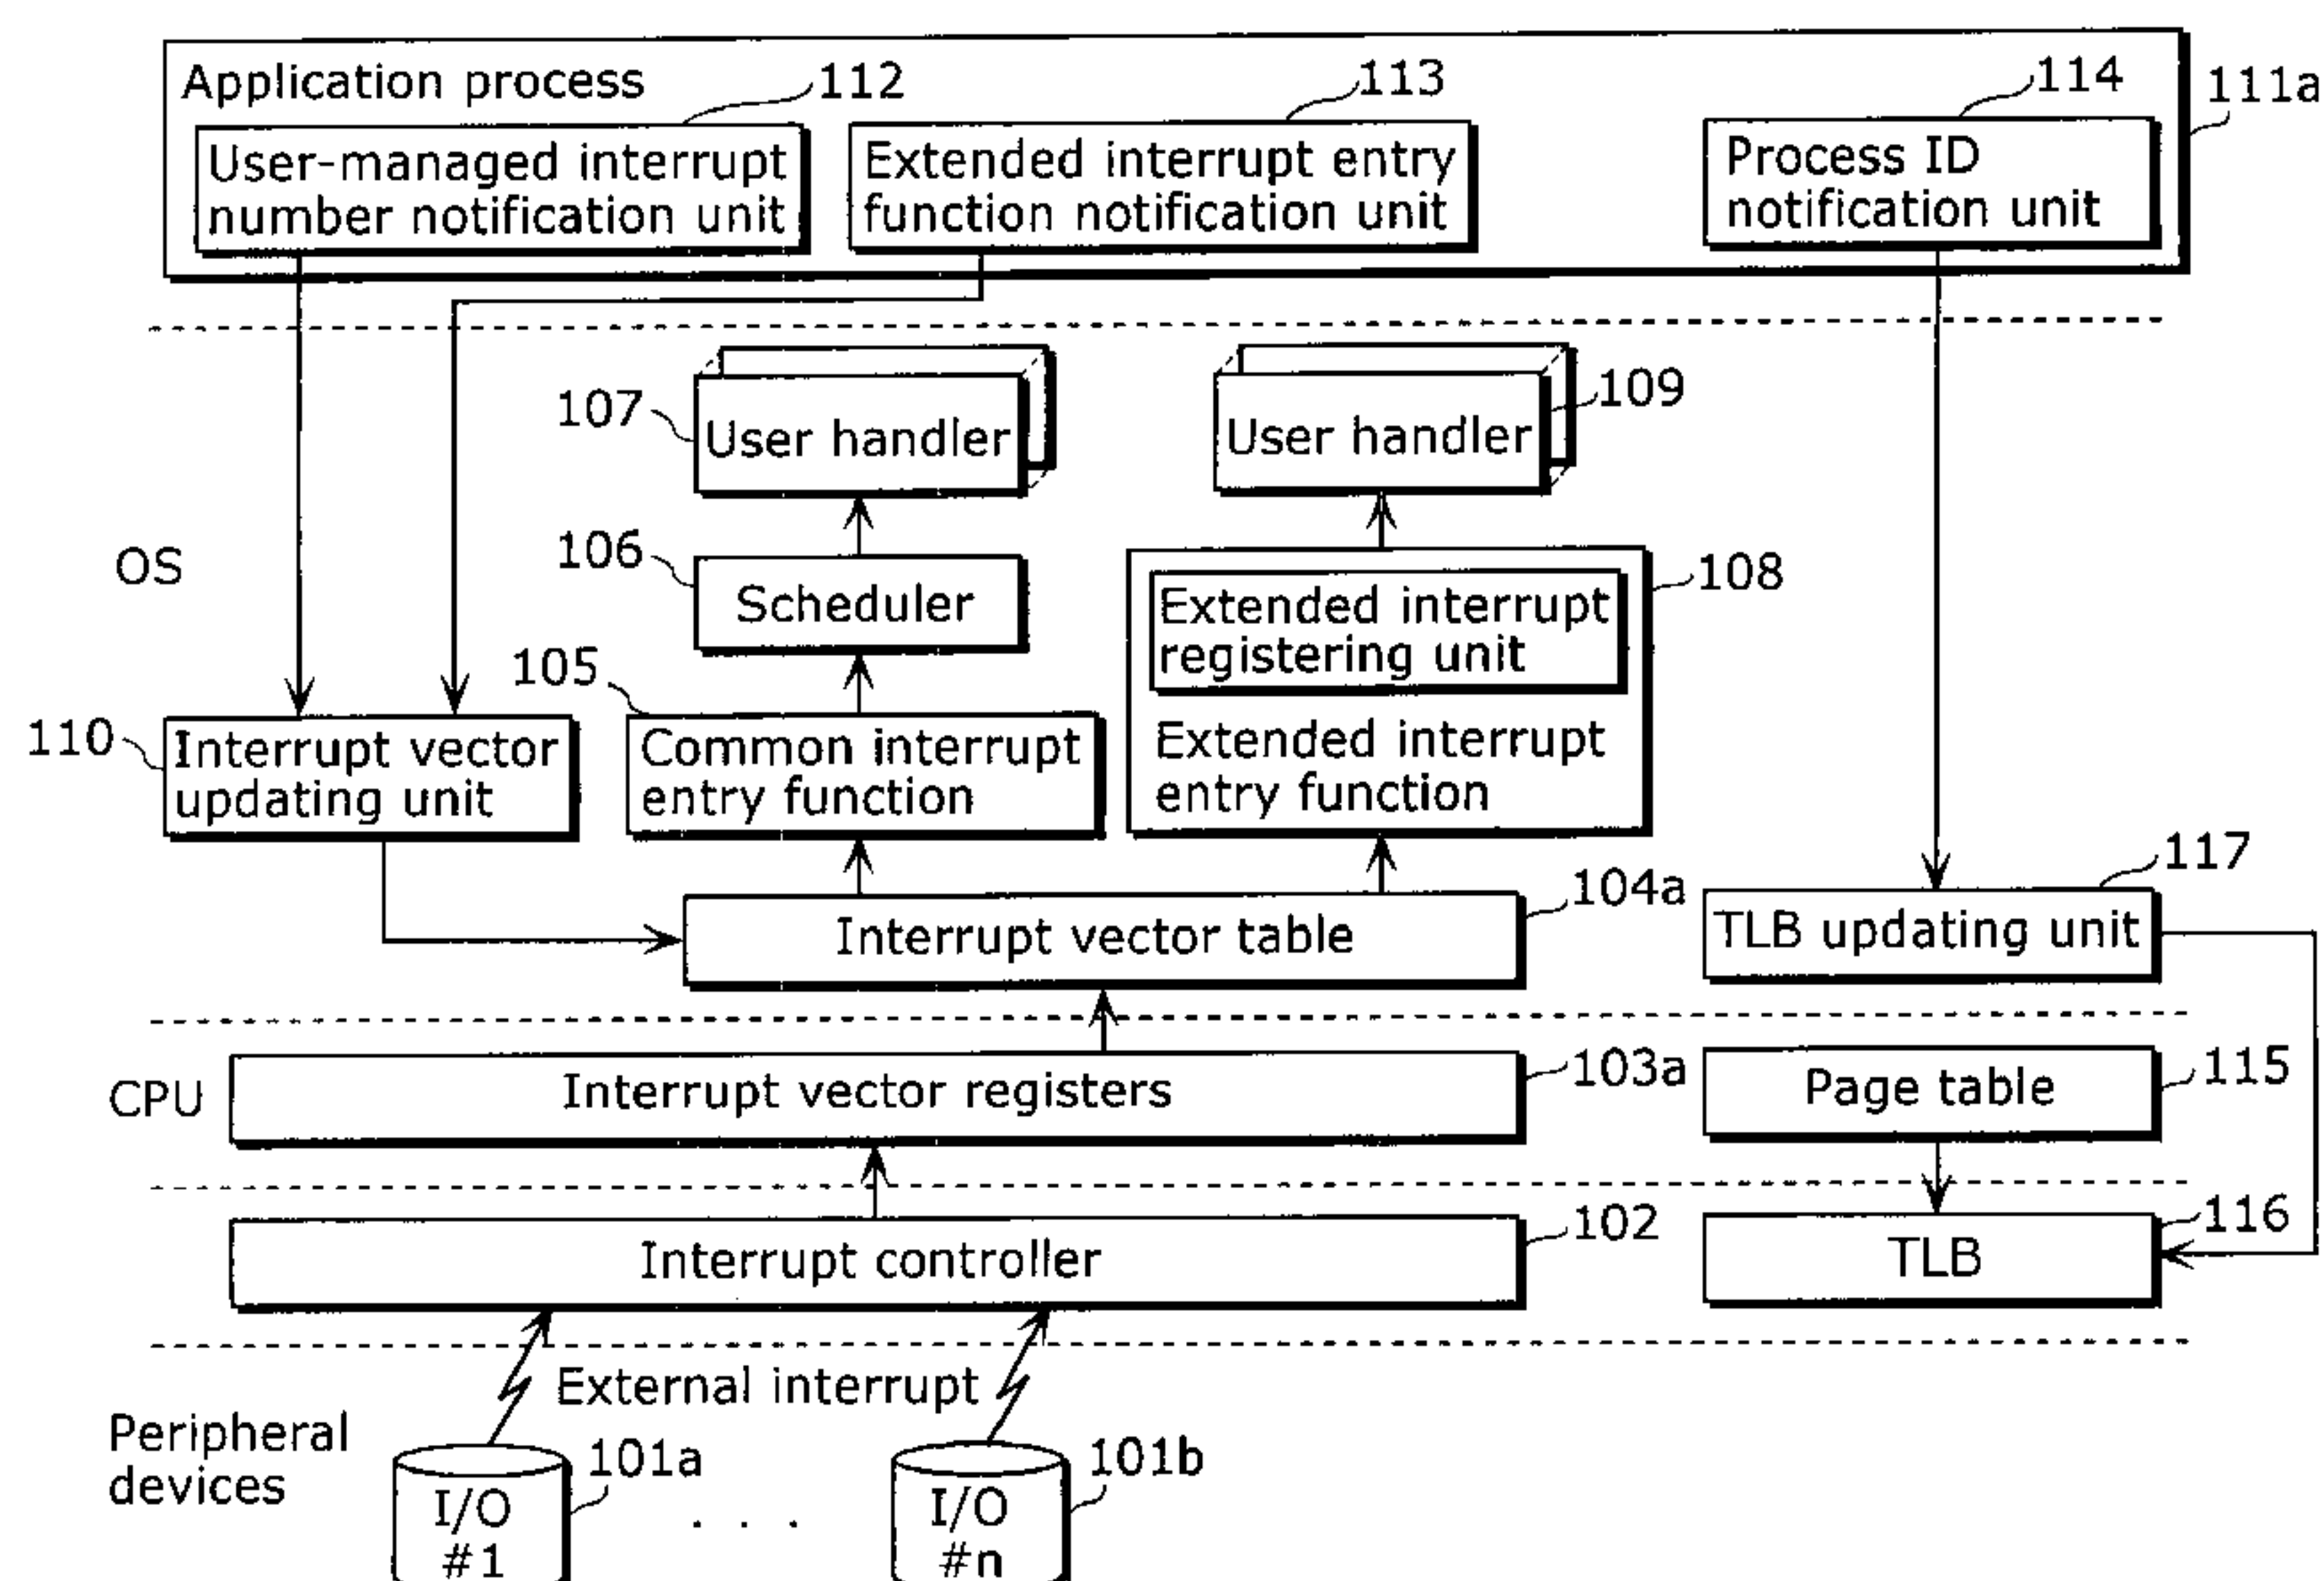 Application process
112
113
114
111a
User-managed interrupt
number notification unit
Extended interrupt entry
function notification unit
Process ID
notification unit
107
User handler
User handler
109
OS
106
Scheduler
108
Extended interrupt
registering unit
Extended interrupt
entry function
105
110
Interrupt vector
updating unit
Common interrupt
entry function
117
104a
Interrupt vector table
TLB updating unit
CPU
Interrupt vector registers
103a
Page table
115
102
Interrupt controller
TLB
116
External interrupt
Peripheral
devices
101a
101b
I/O
#1
. . .
I/O
#n